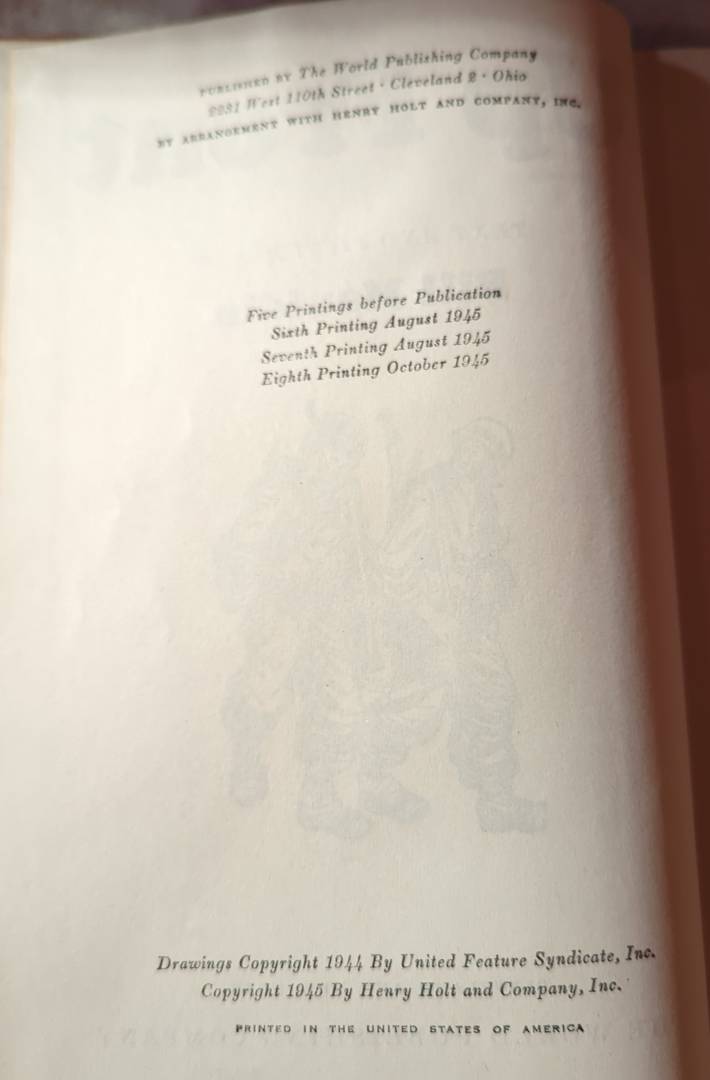 PUBLISHED BY The World Publishing Company
2231 West 110th Street · Cleveland 2 · Ohio
BY ARRANGEMENT WITH HENRY HOLT AND COMPANY, INC.
Five Printings before Publication
Sixth Printing August 1945
Seventh Printing August 1945
Eighth Printing October 1945
Drawings Copyright 1944 By United Feature Syndicate, Inc.
Copyright 1945 By Henry Holt and Company, Inc.
PRINTED IN THE UNITED STATES OF AMERICA